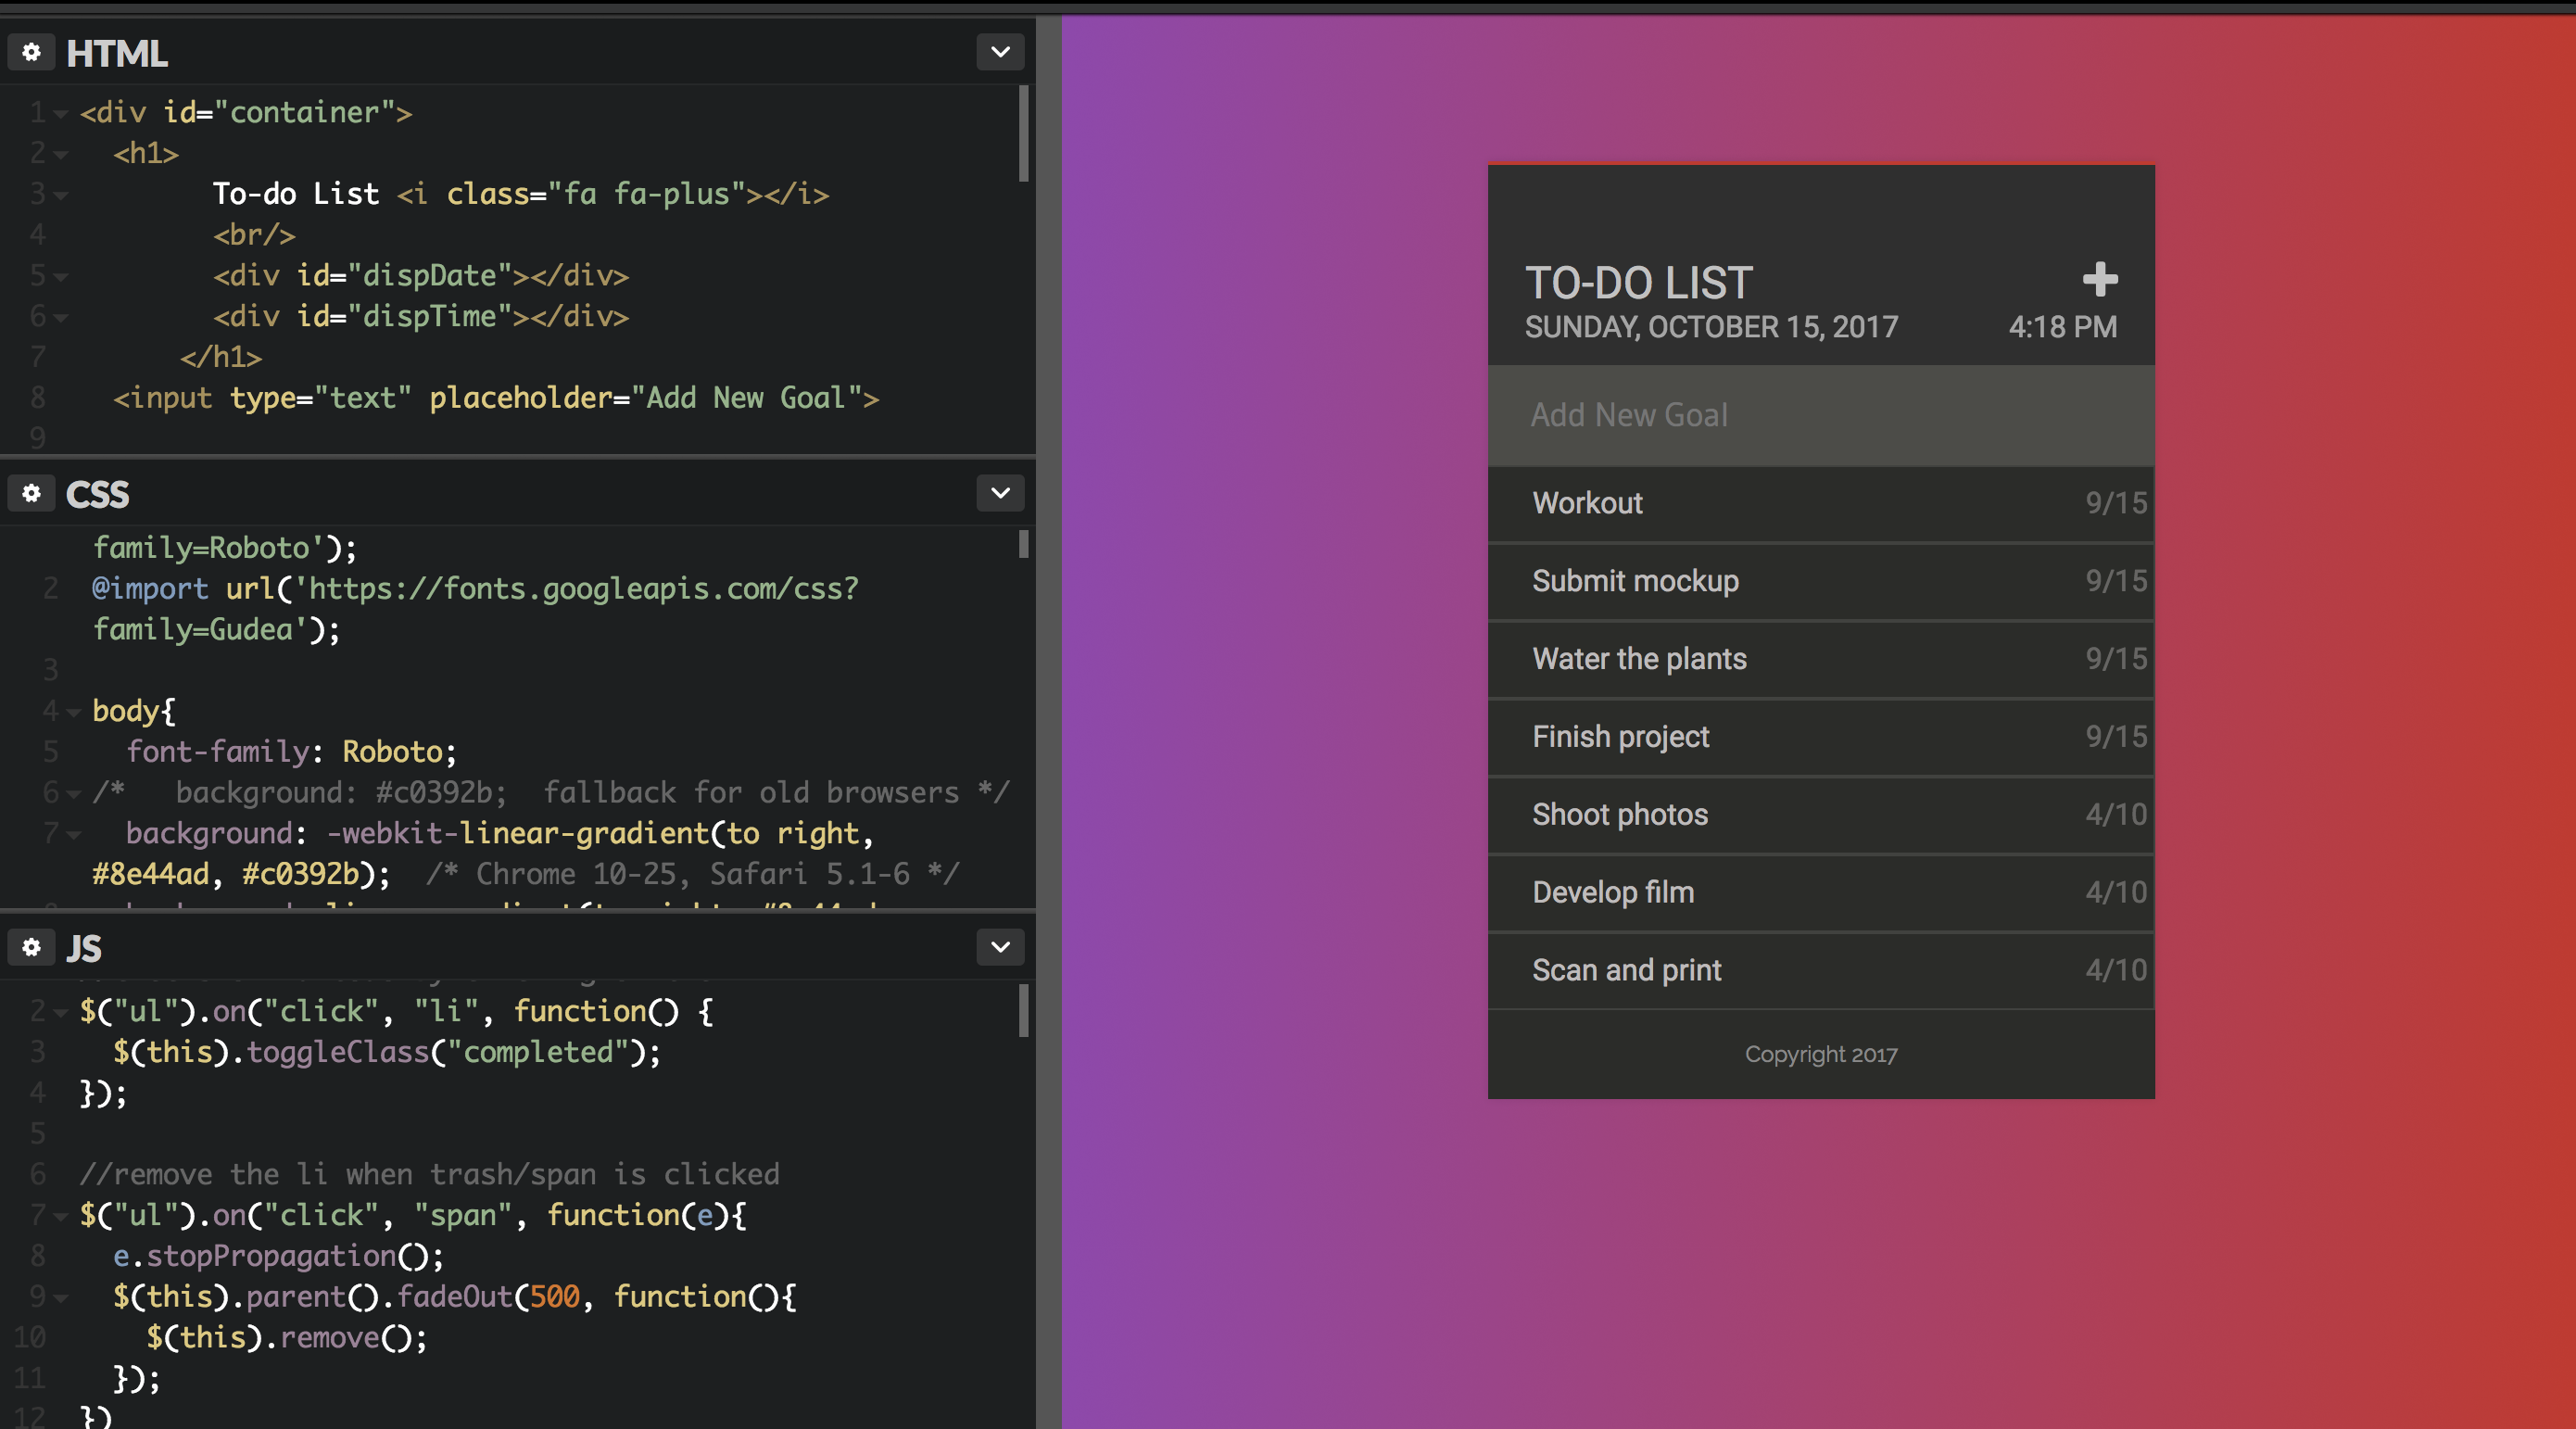 HTML
1 <div id="container">
2 <h1>
3 To-do List <i class="fa fa-plus"></i>
4 <br/>
5 <div id="dispDate"></div>
6 <div id="dispTime"></div>
7 </h1>
8 <input type="text" placeholder="Add New Goal">
9
CSS
family=Roboto');
2 @import url('https://fonts.googleapis.com/css?
family=Gudea');
3
4 body{
5 font-family: Roboto;
6 /* background: #c0392b; fallback for old browsers */
7 background: -webkit-linear-gradient(to right,
#8e44ad, #c0392b); /* Chrome 10-25, Safari 5.1-6 */
JS
2 $("ul").on("click", "li", function() {
3 $(this).toggleClass("completed");
4 });
5
6 //remove the li when trash/span is clicked
7 $("ul").on("click", "span", function(e){
8 e.stopPropagation();
9 $(this).parent().fadeOut(500, function(){
10 $(this).remove();
11 });
12 })
TO-DO LIST
SUNDAY, OCTOBER 15, 2017 4:18 PM
Add New Goal
Workout 9/15
Submit mockup 9/15
Water the plants 9/15
Finish project 9/15
Shoot photos 4/10
Develop film 4/10
Scan and print 4/10
Copyright 2017